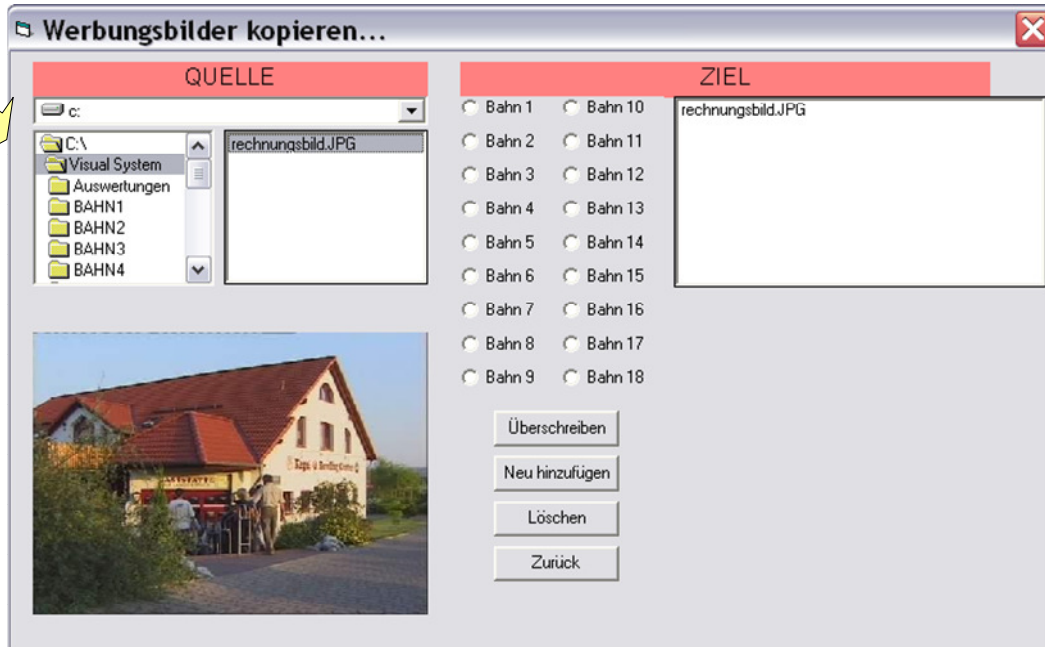 Werbungsbilder kopieren...
QUELLE
c:
C:\
Visual System
Auswertungen
BAHN1
BAHN2
BAHN3
BAHN4
rechnungsbild.JPG
ZIEL
Bahn 1
Bahn 2
Bahn 3
Bahn 4
Bahn 5
Bahn 6
Bahn 7
Bahn 8
Bahn 9
Bahn 10
Bahn 11
Bahn 12
Bahn 13
Bahn 14
Bahn 15
Bahn 16
Bahn 17
Bahn 18
rechnungsbild.JPG
Überschreiben
Neu hinzufügen
Löschen
Zurück